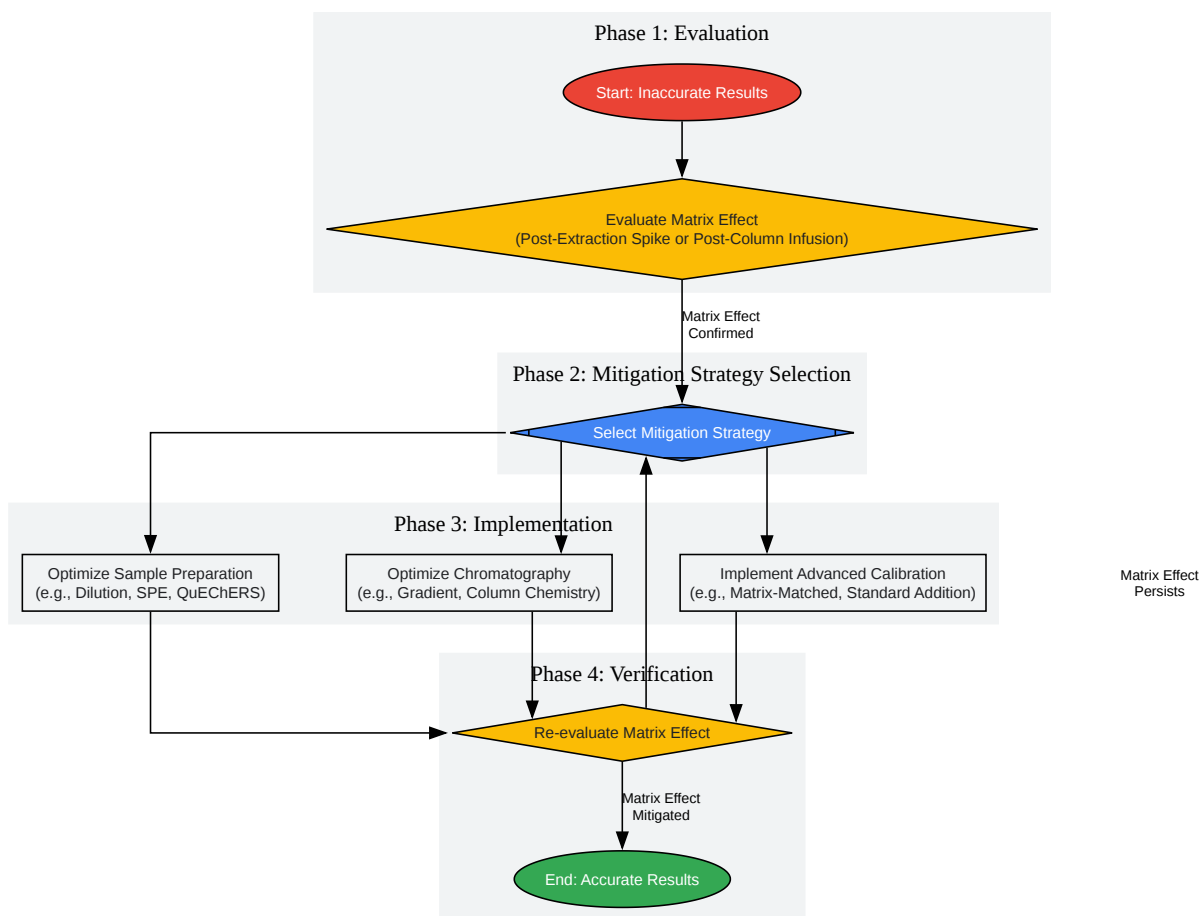 Phase 1: Evaluation
Start: Inaccurate Results
Evaluate Matrix Effect
(Post-Extraction Spike or Post-Column Infusion)
Matrix Effect
Confirmed
Phase 2: Mitigation Strategy Selection
Select Mitigation Strategy
Phase 3: Implementation
Optimize Sample Preparation
(e.g., Dilution, SPE, QuEChERS)
Optimize Chromatography
(e.g., Gradient, Column Chemistry)
Implement Advanced Calibration
(e.g., Matrix-Matched, Standard Addition)
Matrix Effect
Persists
Phase 4: Verification
Re-evaluate Matrix Effect
Matrix Effect
Mitigated
End: Accurate Results